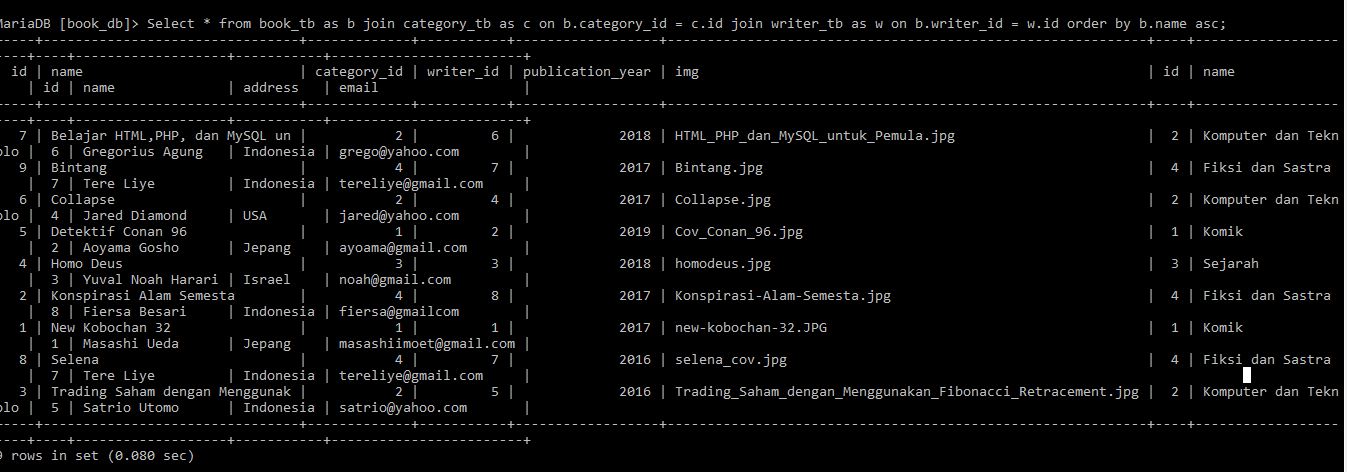 MariaDB [book_db]> Select * from book_tb as b join category_tb as c on b.category_id = c.id join writer_tb as w on b.writer_id = w.id order by b.name asc;
id | name | category_id | writer_id | publication_year | img | id | name
| id | name | address | email |
7 | Belajar HTML,PHP, dan MySQL un | 2 | 6 | 2018 | HTML_PHP_dan_MySQL_untuk_Pemula.jpg | 2 | Komputer dan Tekn
olo | 6 | Gregorius Agung | Indonesia | grego@yahoo.com |
9 | Bintang | 4 | 7 | 2017 | Bintang.jpg | 4 | Fiksi dan Sastra
| 7 | Tere Liye | Indonesia | tereliye@gmail.com |
6 | Collapse | 2 | 4 | 2017 | Collapse.jpg | 2 | Komputer dan Tekn
olo | 4 | Jared Diamond | USA | jared@yahoo.com |
5 | Detektif Conan 96 | 1 | 2 | 2019 | Cov_Conan_96.jpg | 1 | Komik
| 2 | Aoyama Gosho | Jepang | ayoama@gmail.com |
4 | Homo Deus | 3 | 3 | 2018 | homodeus.jpg | 3 | Sejarah
| 3 | Yuval Noah Harari | Israel | noah@gmail.com |
2 | Konspirasi Alam Semesta | 4 | 8 | 2017 | Konspirasi-Alam-Semesta.jpg | 4 | Fiksi dan Sastra
| 8 | Fiersa Besari | Indonesia | fiersa@gmailcom |
1 | New Kobochan 32 | 1 | 1 | 2017 | new-kobochan-32.JPG | 1 | Komik
| 1 | Masashi Ueda | Jepang | masashiimoet@gmail.com |
8 | Selena | 4 | 7 | 2016 | selena_cov.jpg | 4 | Fiksi dan Sastra
| 7 | Tere Liye | Indonesia | tereliye@gmail.com |
3 | Trading Saham dengan Menggunak | 2 | 5 | 2016 | Trading_Saham_dengan_Menggunakan_Fibonacci_Retracement.jpg | 2 | Komputer dan Tekn
olo | 5 | Satrio Utomo | Indonesia | satrio@yahoo.com |
9 rows in set (0.080 sec)